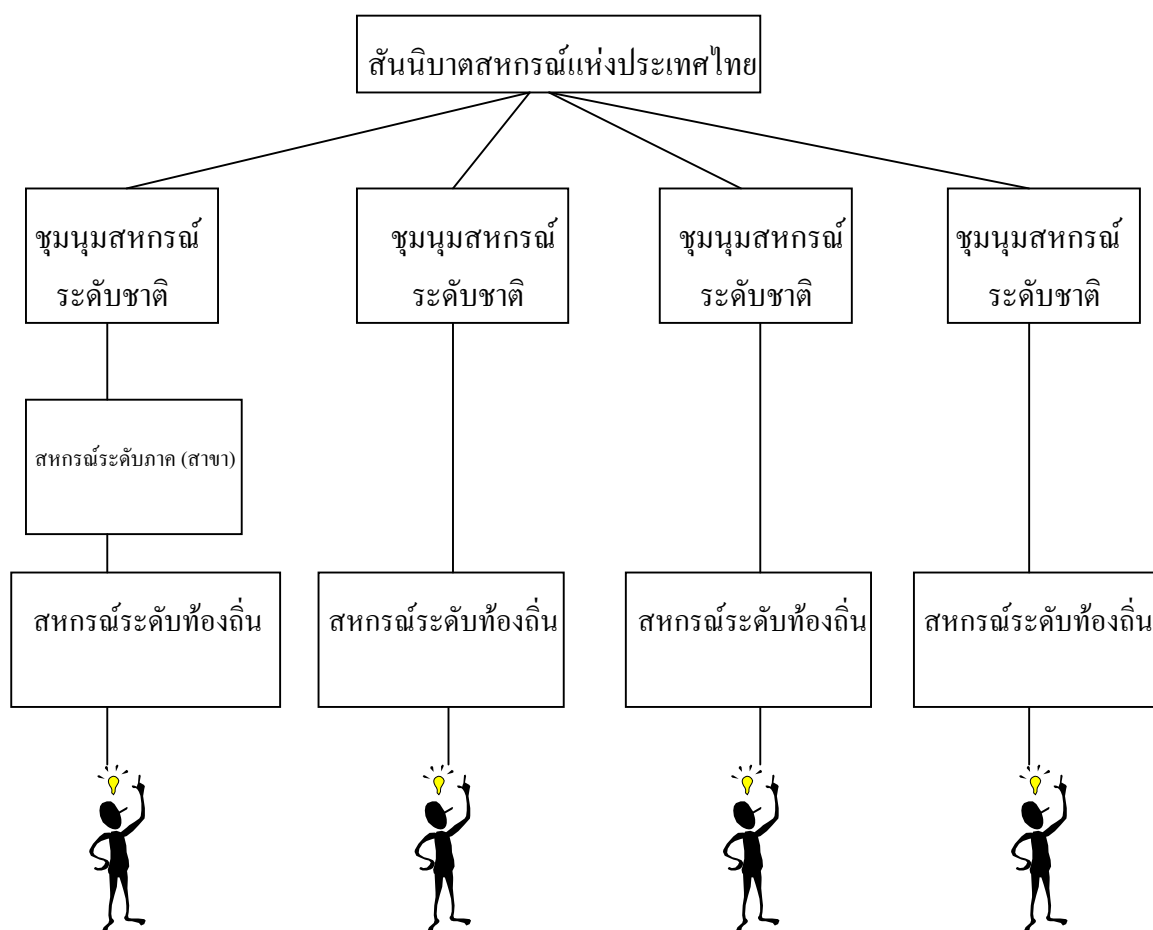 สันนิบาตสหกรณ์แห่งประเทศไทย
ชุมนุมสหกรณ์
ระดับชาติ
ชุมนุมสหกรณ์
ระดับชาติ
ชุมนุมสหกรณ์
ระดับชาติ
ชุมนุมสหกรณ์
ระดับชาติ
สหกรณ์ระดับภาค (สาขา)
สหกรณ์ระดับท้องถิ่น
สหกรณ์ระดับท้องถิ่น
สหกรณ์ระดับท้องถิ่น
สหกรณ์ระดับท้องถิ่น